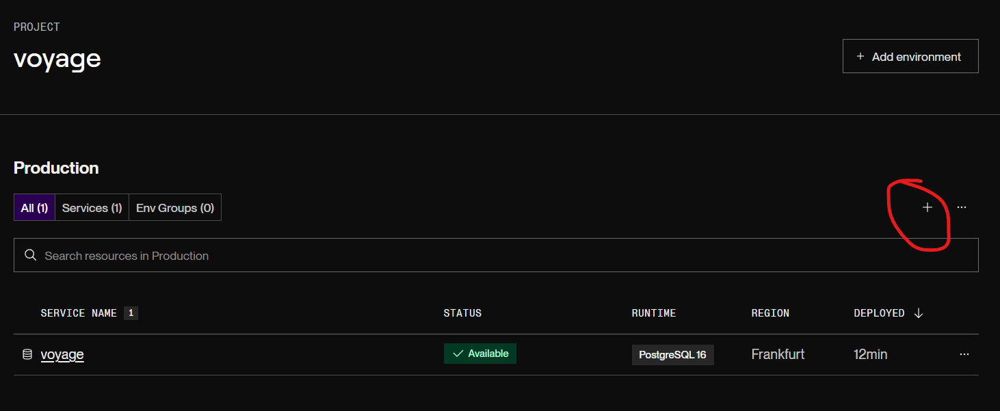 PROJECT
voyage
+ Add environment
Production
All (1) Services (1) Env Groups (0)
Search resources in Production
SERVICE NAME 1 STATUS RUNTIME REGION DEPLOYED ↓
voyage ✓ Available PostgreSQL 16 Frankfurt 12min